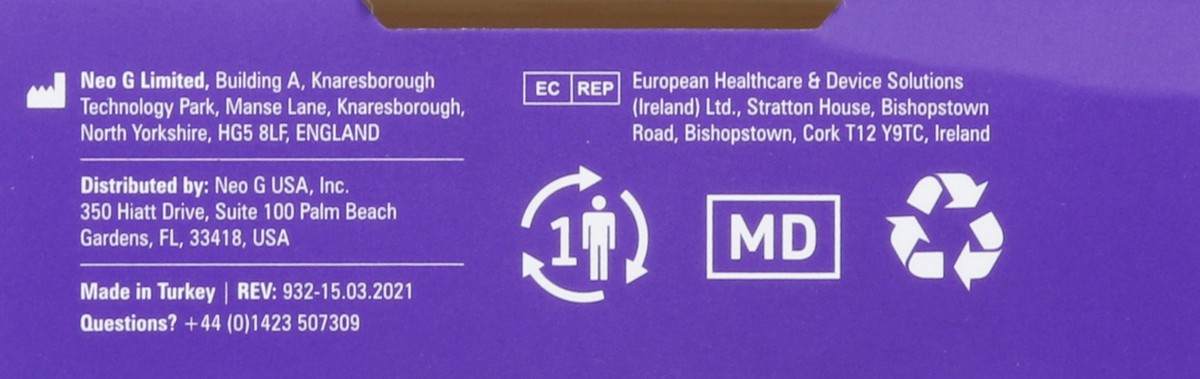 Neo G Limited, Building A, Knaresborough
Technology Park, Manse Lane, Knaresborough,
North Yorkshire, HG5 8LF, ENGLAND
Distributed by: Neo G USA, Inc.
350 Hiatt Drive, Suite 100 Palm Beach
Gardens, FL, 33418, USA
Made in Turkey | REV: 932-15.03.2021
Questions? +44 (0)1423 507309
EC REP
European Healthcare & Device Solutions
(Ireland) Ltd., Stratton House, Bishopstown
Road, Bishopstown, Cork T12 Y9TC, Ireland
1
MD